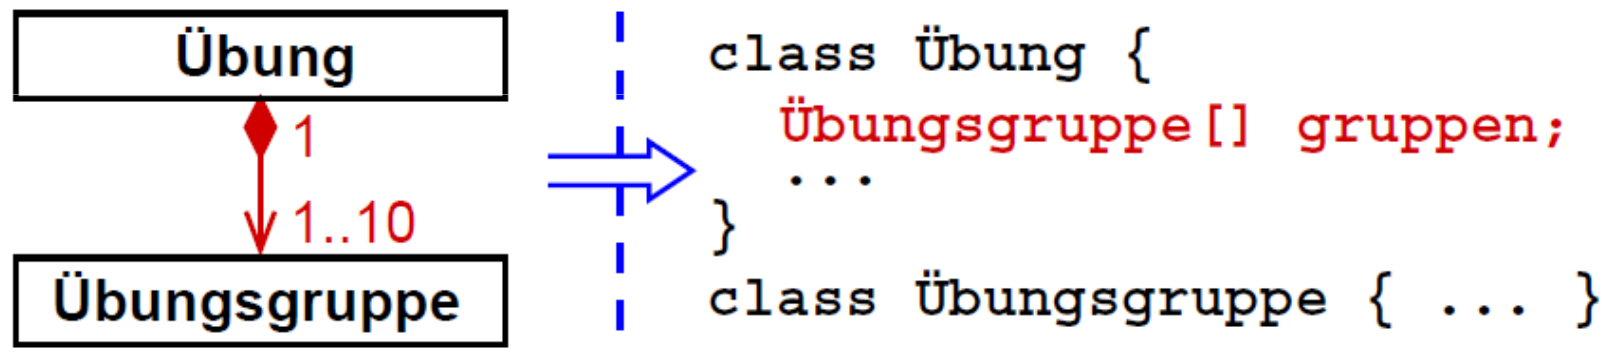 Übung
1
1..10
Übungsgruppe
class Übung {
Übungsgruppe[] gruppen;
...
}
class Übungsgruppe { ... }